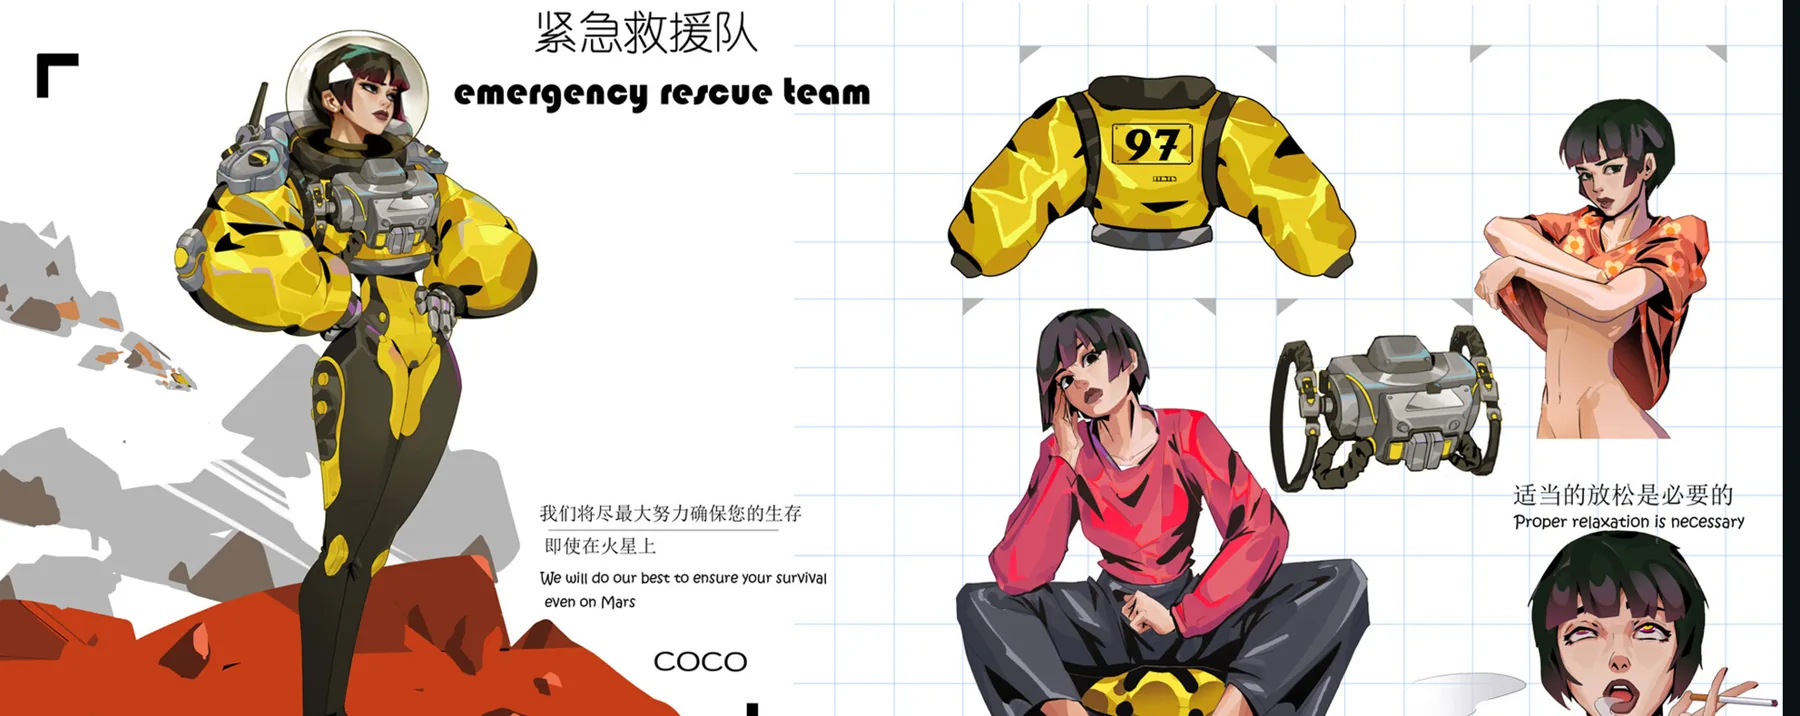 紧急救援队
emergency rescue team
97
我们将尽最大努力确保您的生存
即使在火星上
We will do our best to ensure your survival
even on Mars
COCO
适当的放松是必要的
Proper relaxation is necessary